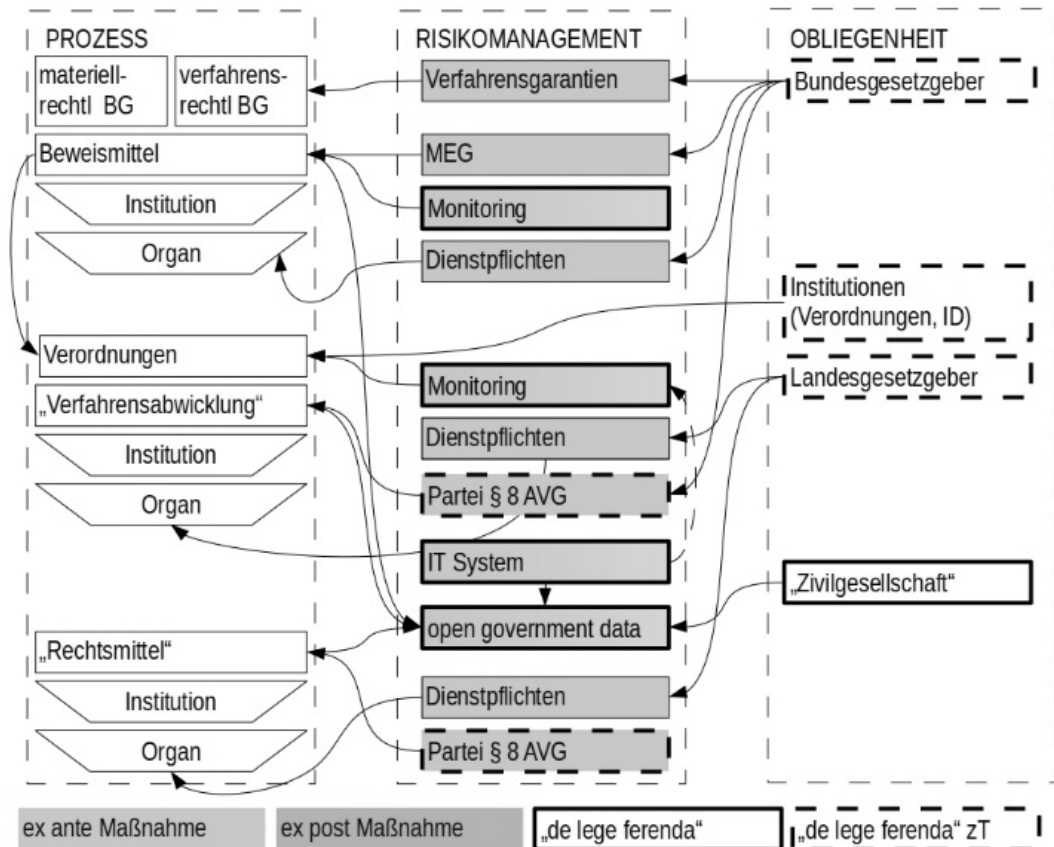 PROZESS
materiell-
rechtl BG
verfahrens-
rechtl BG
Beweismittel
Institution
Organ
Verordnungen
„Verfahrensabwicklung“
Institution
Organ
„Rechtsmittel“
Institution
Organ
RISIKOMANAGEMENT
Verfahrensgarantien
MEG
Monitoring
Dienstpflichten
Monitoring
Dienstpflichten
Partei § 8 AVG
IT System
open government data
Dienstpflichten
Partei § 8 AVG
OBLIEGENHEIT
Bundesgesetzgeber
Institutionen
(Verordnungen, ID)
Landesgesetzgeber
„Zivilgesellschaft“
ex ante Maßnahme
ex post Maßnahme
„de lege ferenda“
„de lege ferenda“ zT